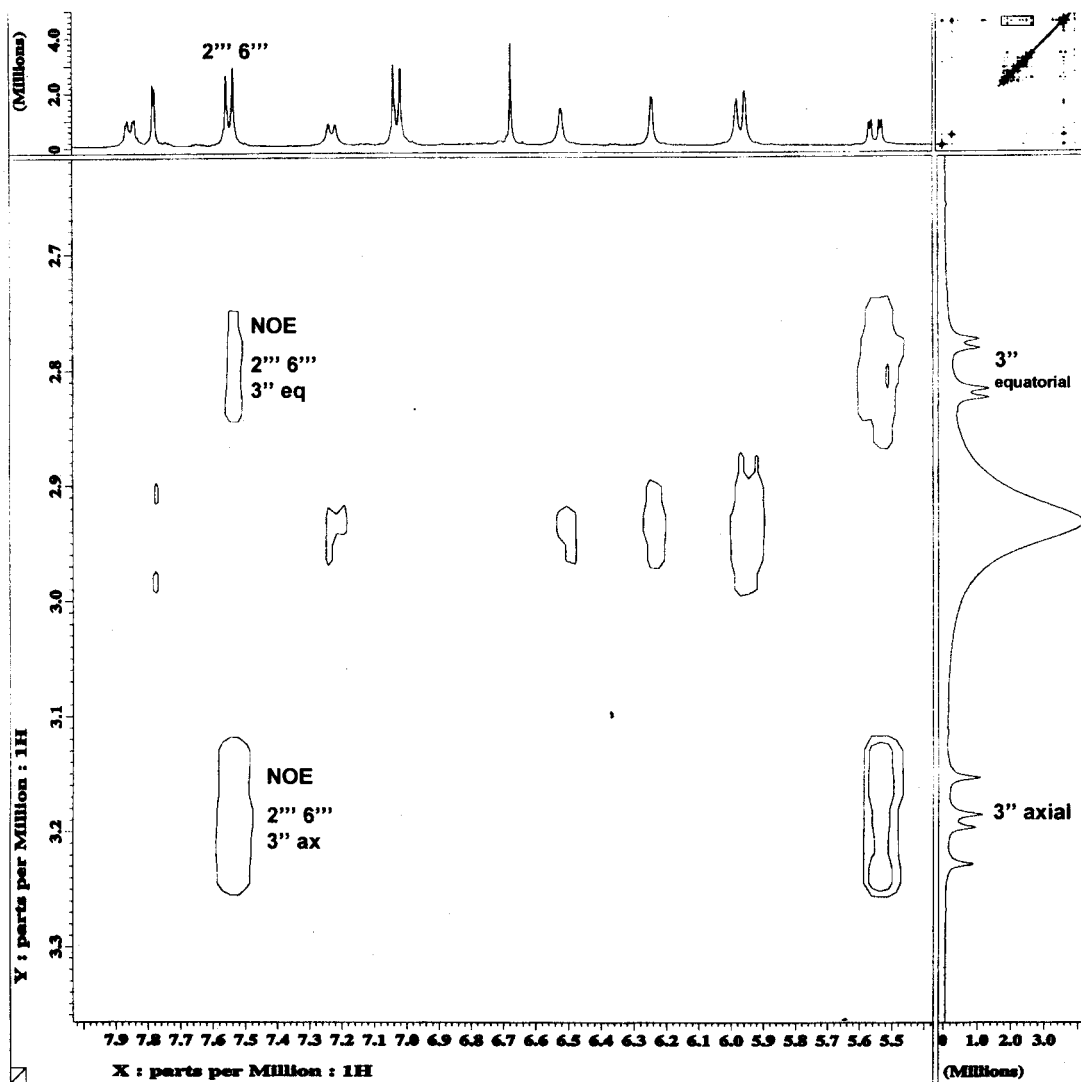 4.0
2.0
0
(Millions)
2''' 6'''
2.7
2.8
2.9
3.0
3.1
3.2
3.3
Y : parts per Million : 1H
NOE
2''' 6'''
3'' eq
3''
equatorial
NOE
2''' 6'''
3'' ax
3'' axial
7.9 7.8 7.7 7.6 7.5 7.4 7.3 7.2 7.1 7.0 6.9 6.8 6.7 6.6 6.5 6.4 6.3 6.2 6.1 6.0 5.9 5.8 5.7 5.6 5.5
0 1.0 2.0 3.0
X : parts per Million : 1H
(Millions)